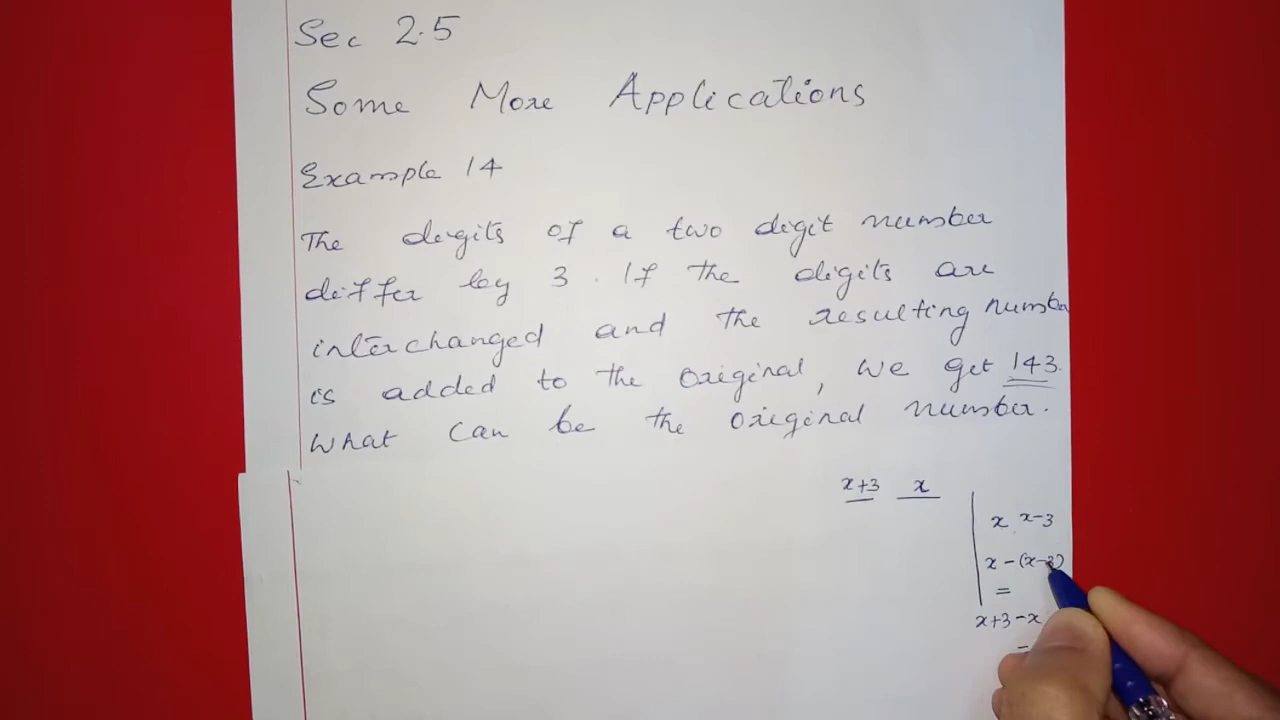 Sec 2.5
Some More Applications
Example 14
The digits of a two digit number
differ by 3. If the digits are
interchanged and the resulting number
is added to the original, we get 143.
What can be the original number.
x+3 x
x x-3
x-(x-3)
=
x+3-x